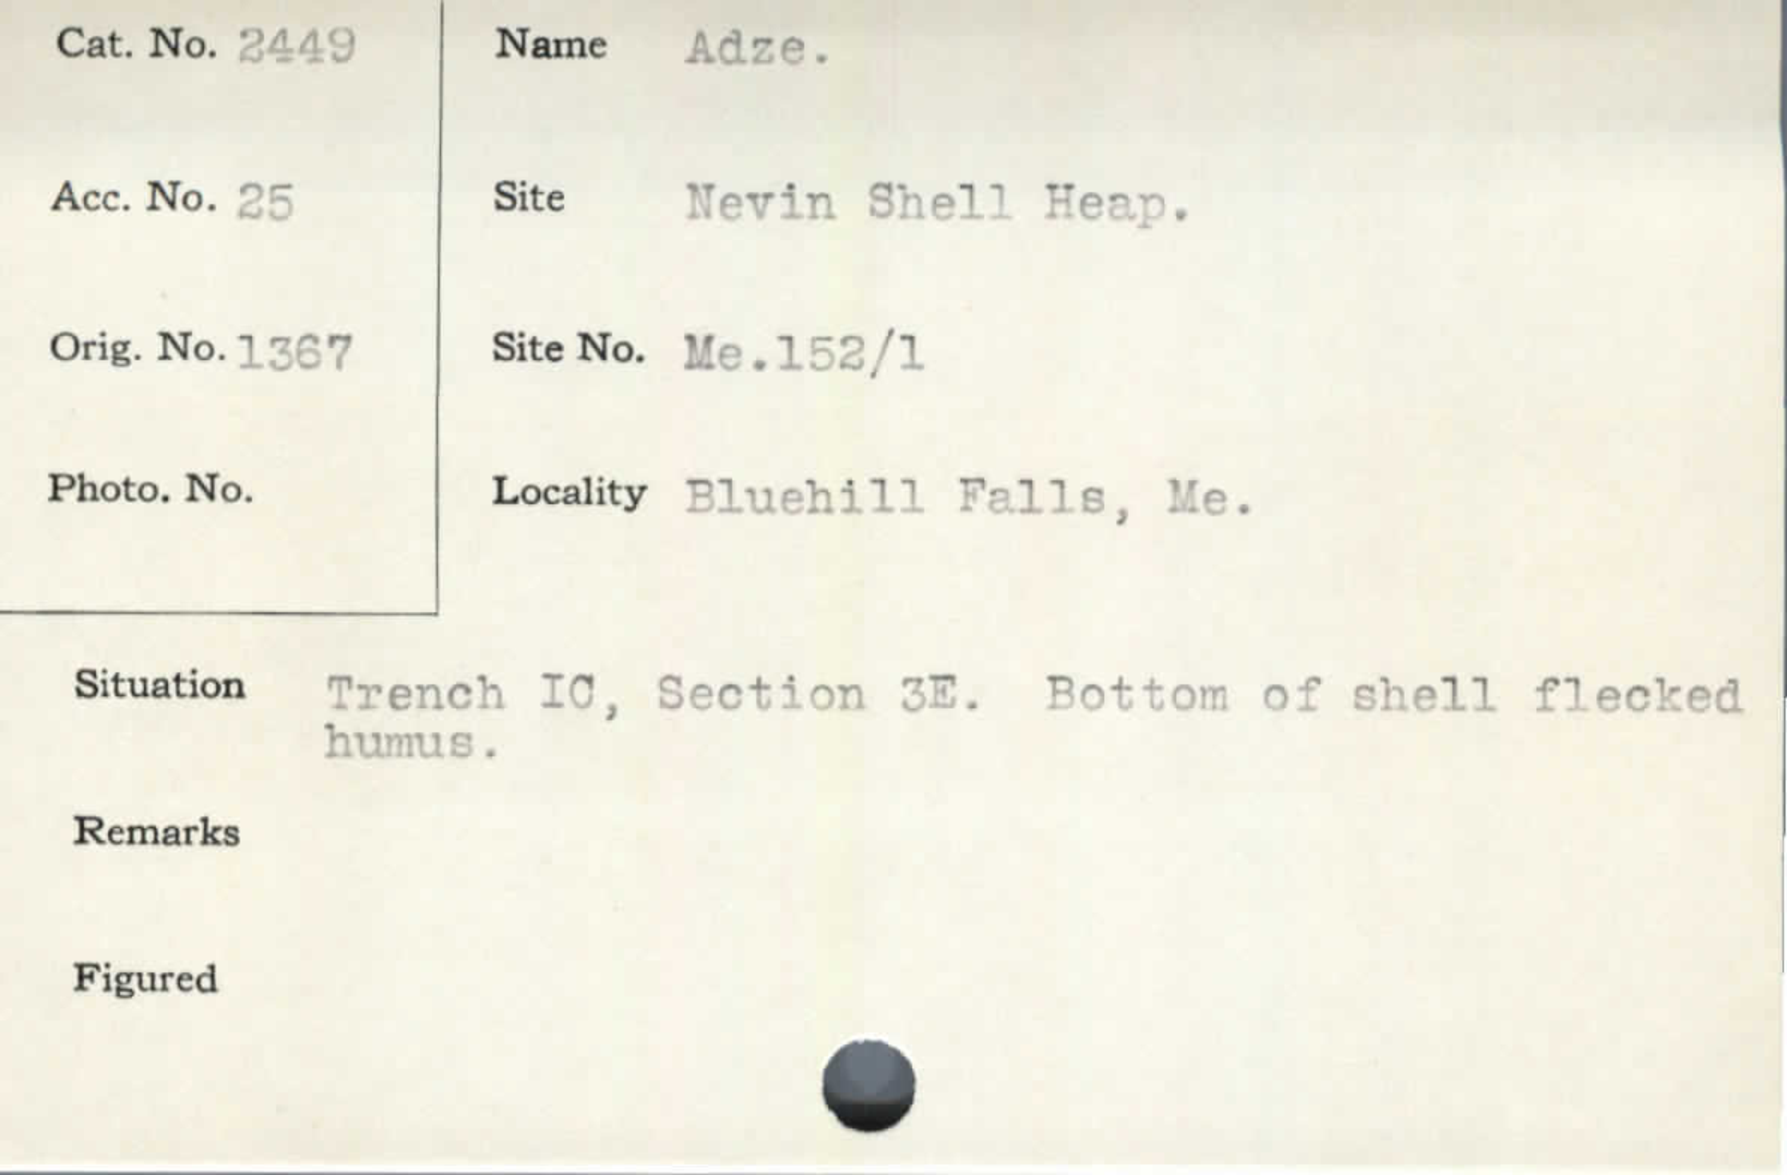 Cat. No. 2449
Acc. No. 25
Orig. No. 1367
Photo. No.
Name Adze.
Site Nevin Shell Heap.
Site No. Me.152/1
Locality Bluehill Falls, Me.
Situation Trench IC, Section 3E. Bottom of shell flecked
humus.
Remarks
Figured